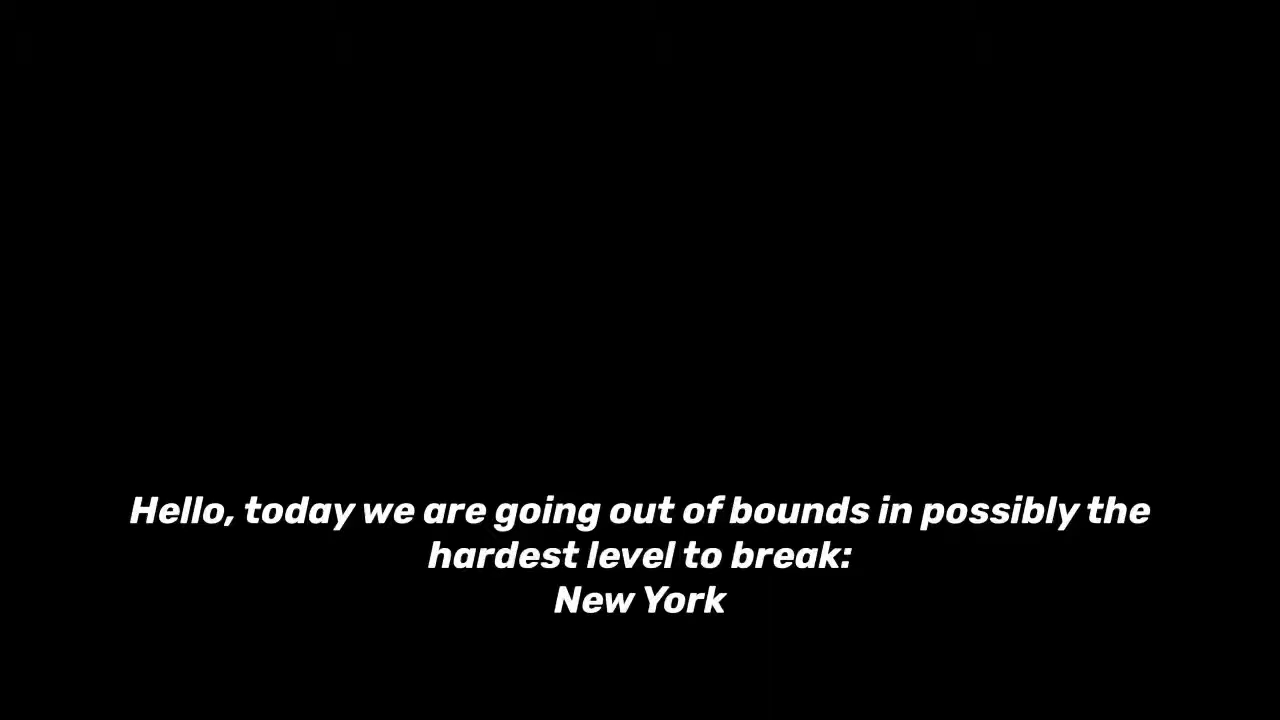 Hello, today we are going out of bounds in possibly the
hardest level to break:
New York